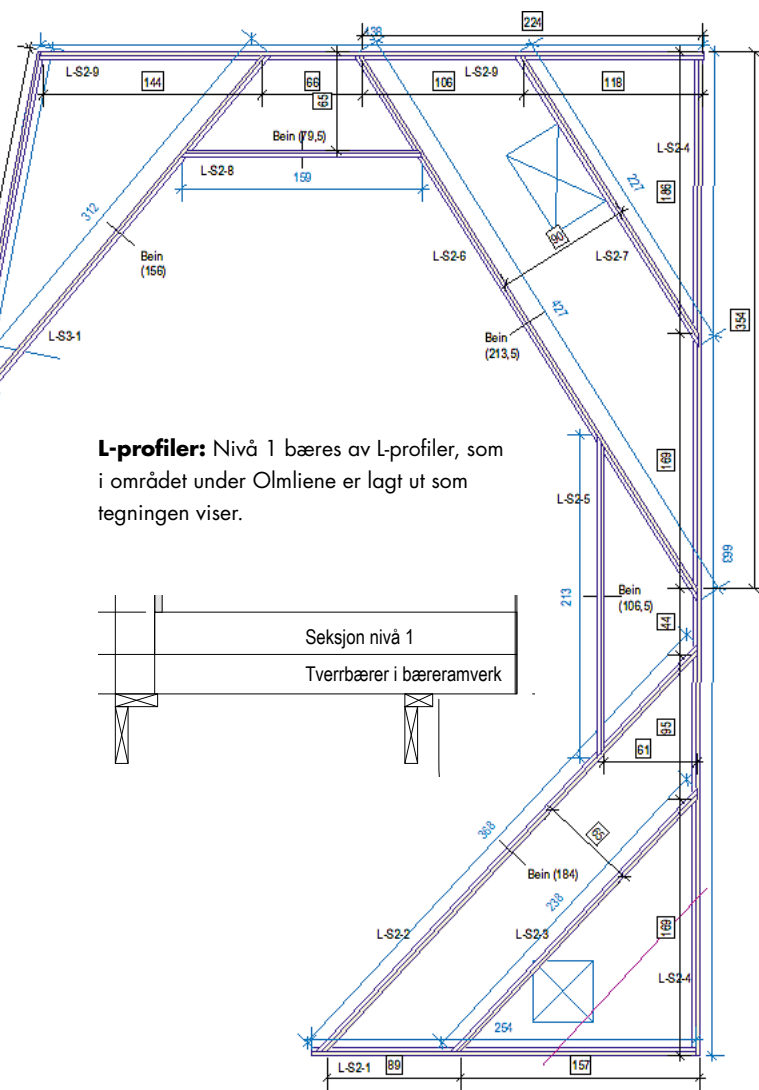 224
138
L-S2-9
144
66
106
L-S2-9
118
65
Bein (79,5)
L-S2-8
159
L-S2-4
186
227
312
Bein
(156)
L-S2-6
90
L-S2-7
427
354
Bein
(213,5)
L-S3-1
L-profiler: Nivå 1 bæres av L-profiler, som
i området under Olmliene er lagt ut som
tegningen viser.
169
L-S2-5
663
213
Bein
(106,5)
44
Seksjon nivå 1
Tverrbærer i bæreramverk
95
61
368
65
Bein (184)
238
L-S2-2
L-S2-3
169
L-S2-4
254
L-S2-1
89
157